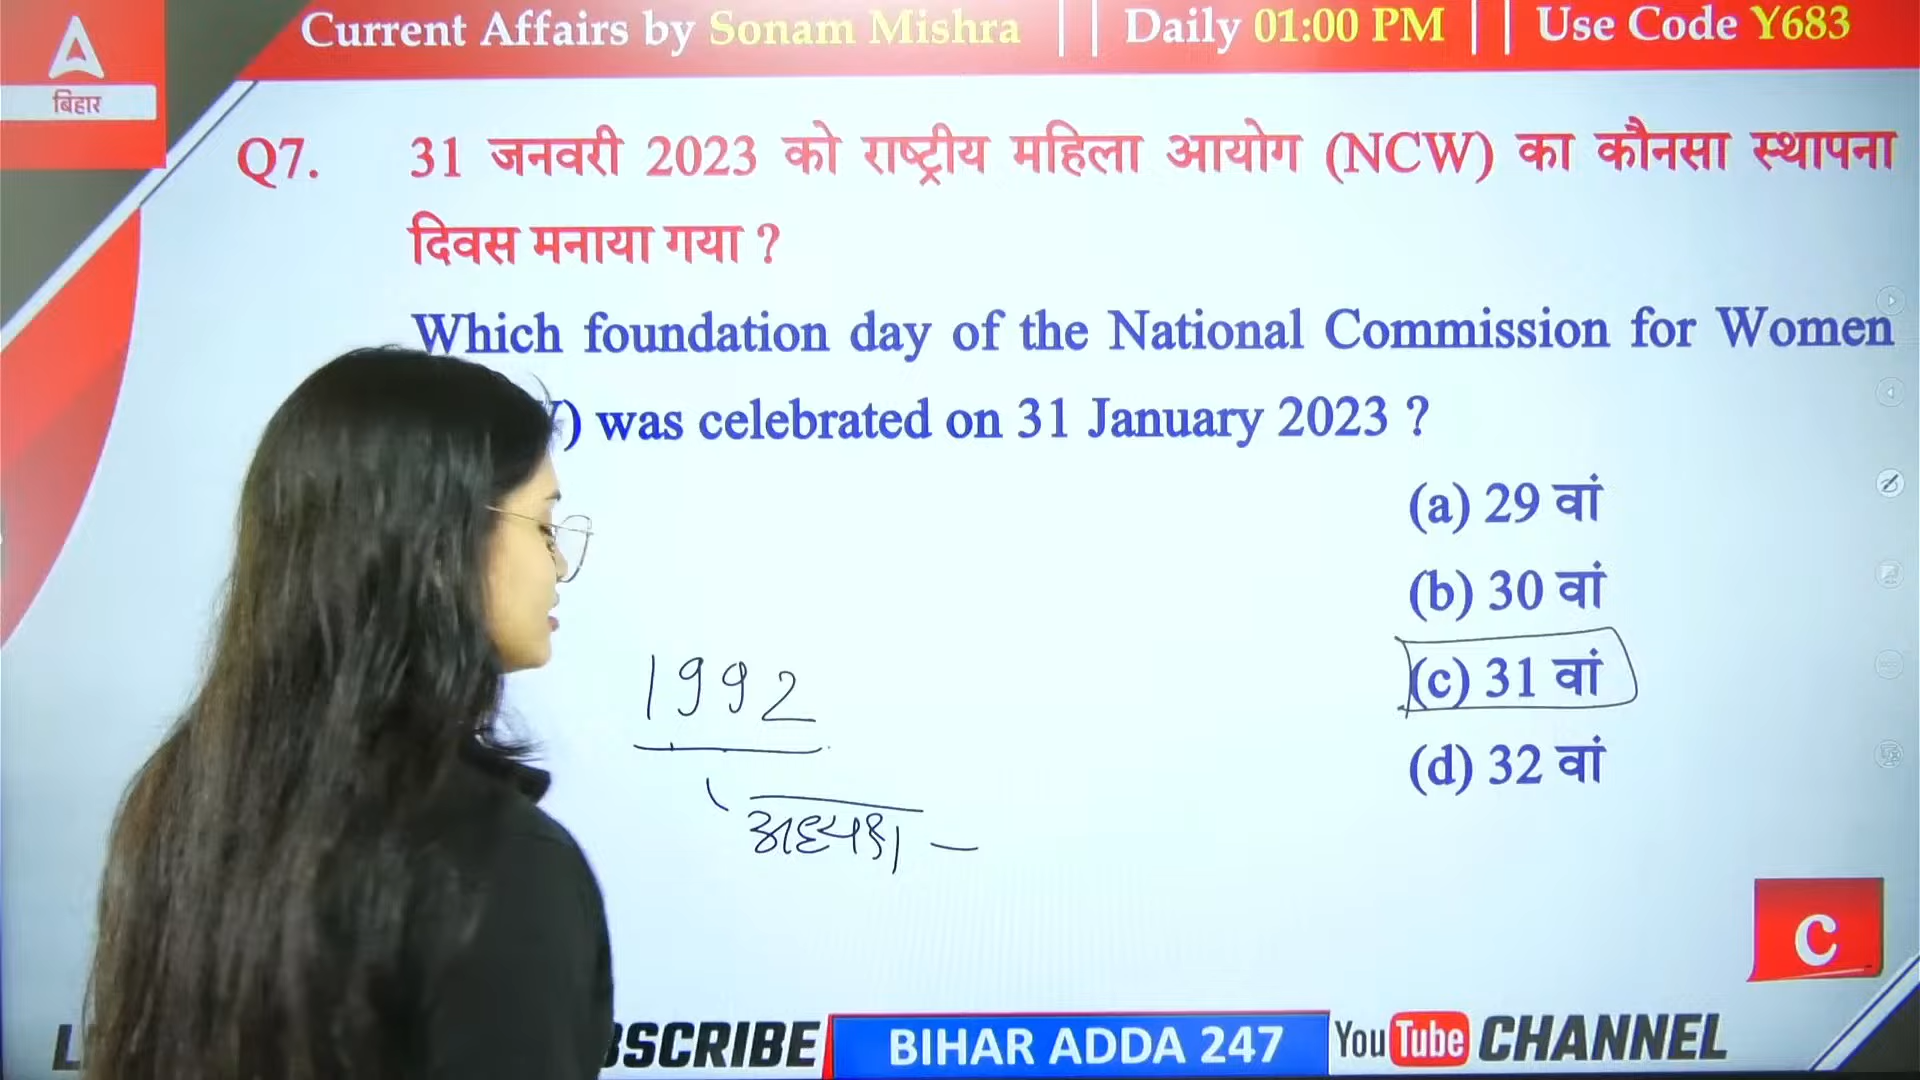 Current Affairs by Sonam Mishra || Daily 01:00 PM || Use Code Y683
बिहार
Q7. 31 जनवरी 2023 को राष्ट्रीय महिला आयोग (NCW) का कौनसा स्थापना
दिवस मनाया गया ?
Which foundation day of the National Commission for Women
) was celebrated on 31 January 2023 ?
(a) 29 वां
(b) 30 वां
(c) 31 वां
(d) 32 वां
1992
अध्यक्ष —
C
BIHAR ADDA 247
YouTube CHANNEL